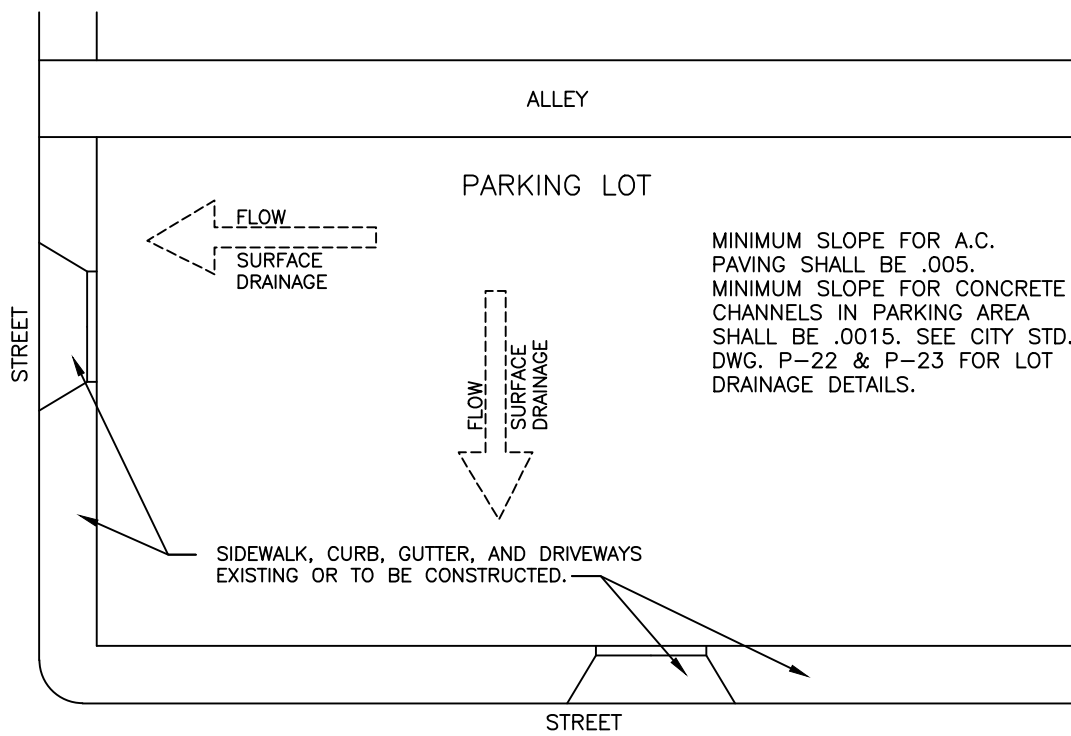 ALLEY
PARKING LOT
FLOW
SURFACE
DRAINAGE
MINIMUM SLOPE FOR A.C.
PAVING SHALL BE .005.
MINIMUM SLOPE FOR CONCRETE
CHANNELS IN PARKING AREA
SHALL BE .0015. SEE CITY STD.
DWG. P-22 & P-23 FOR LOT
DRAINAGE DETAILS.
STREET
FLOW
SURFACE
DRAINAGE
SIDEWALK, CURB, GUTTER, AND DRIVEWAYS
EXISTING OR TO BE CONSTRUCTED.
STREET